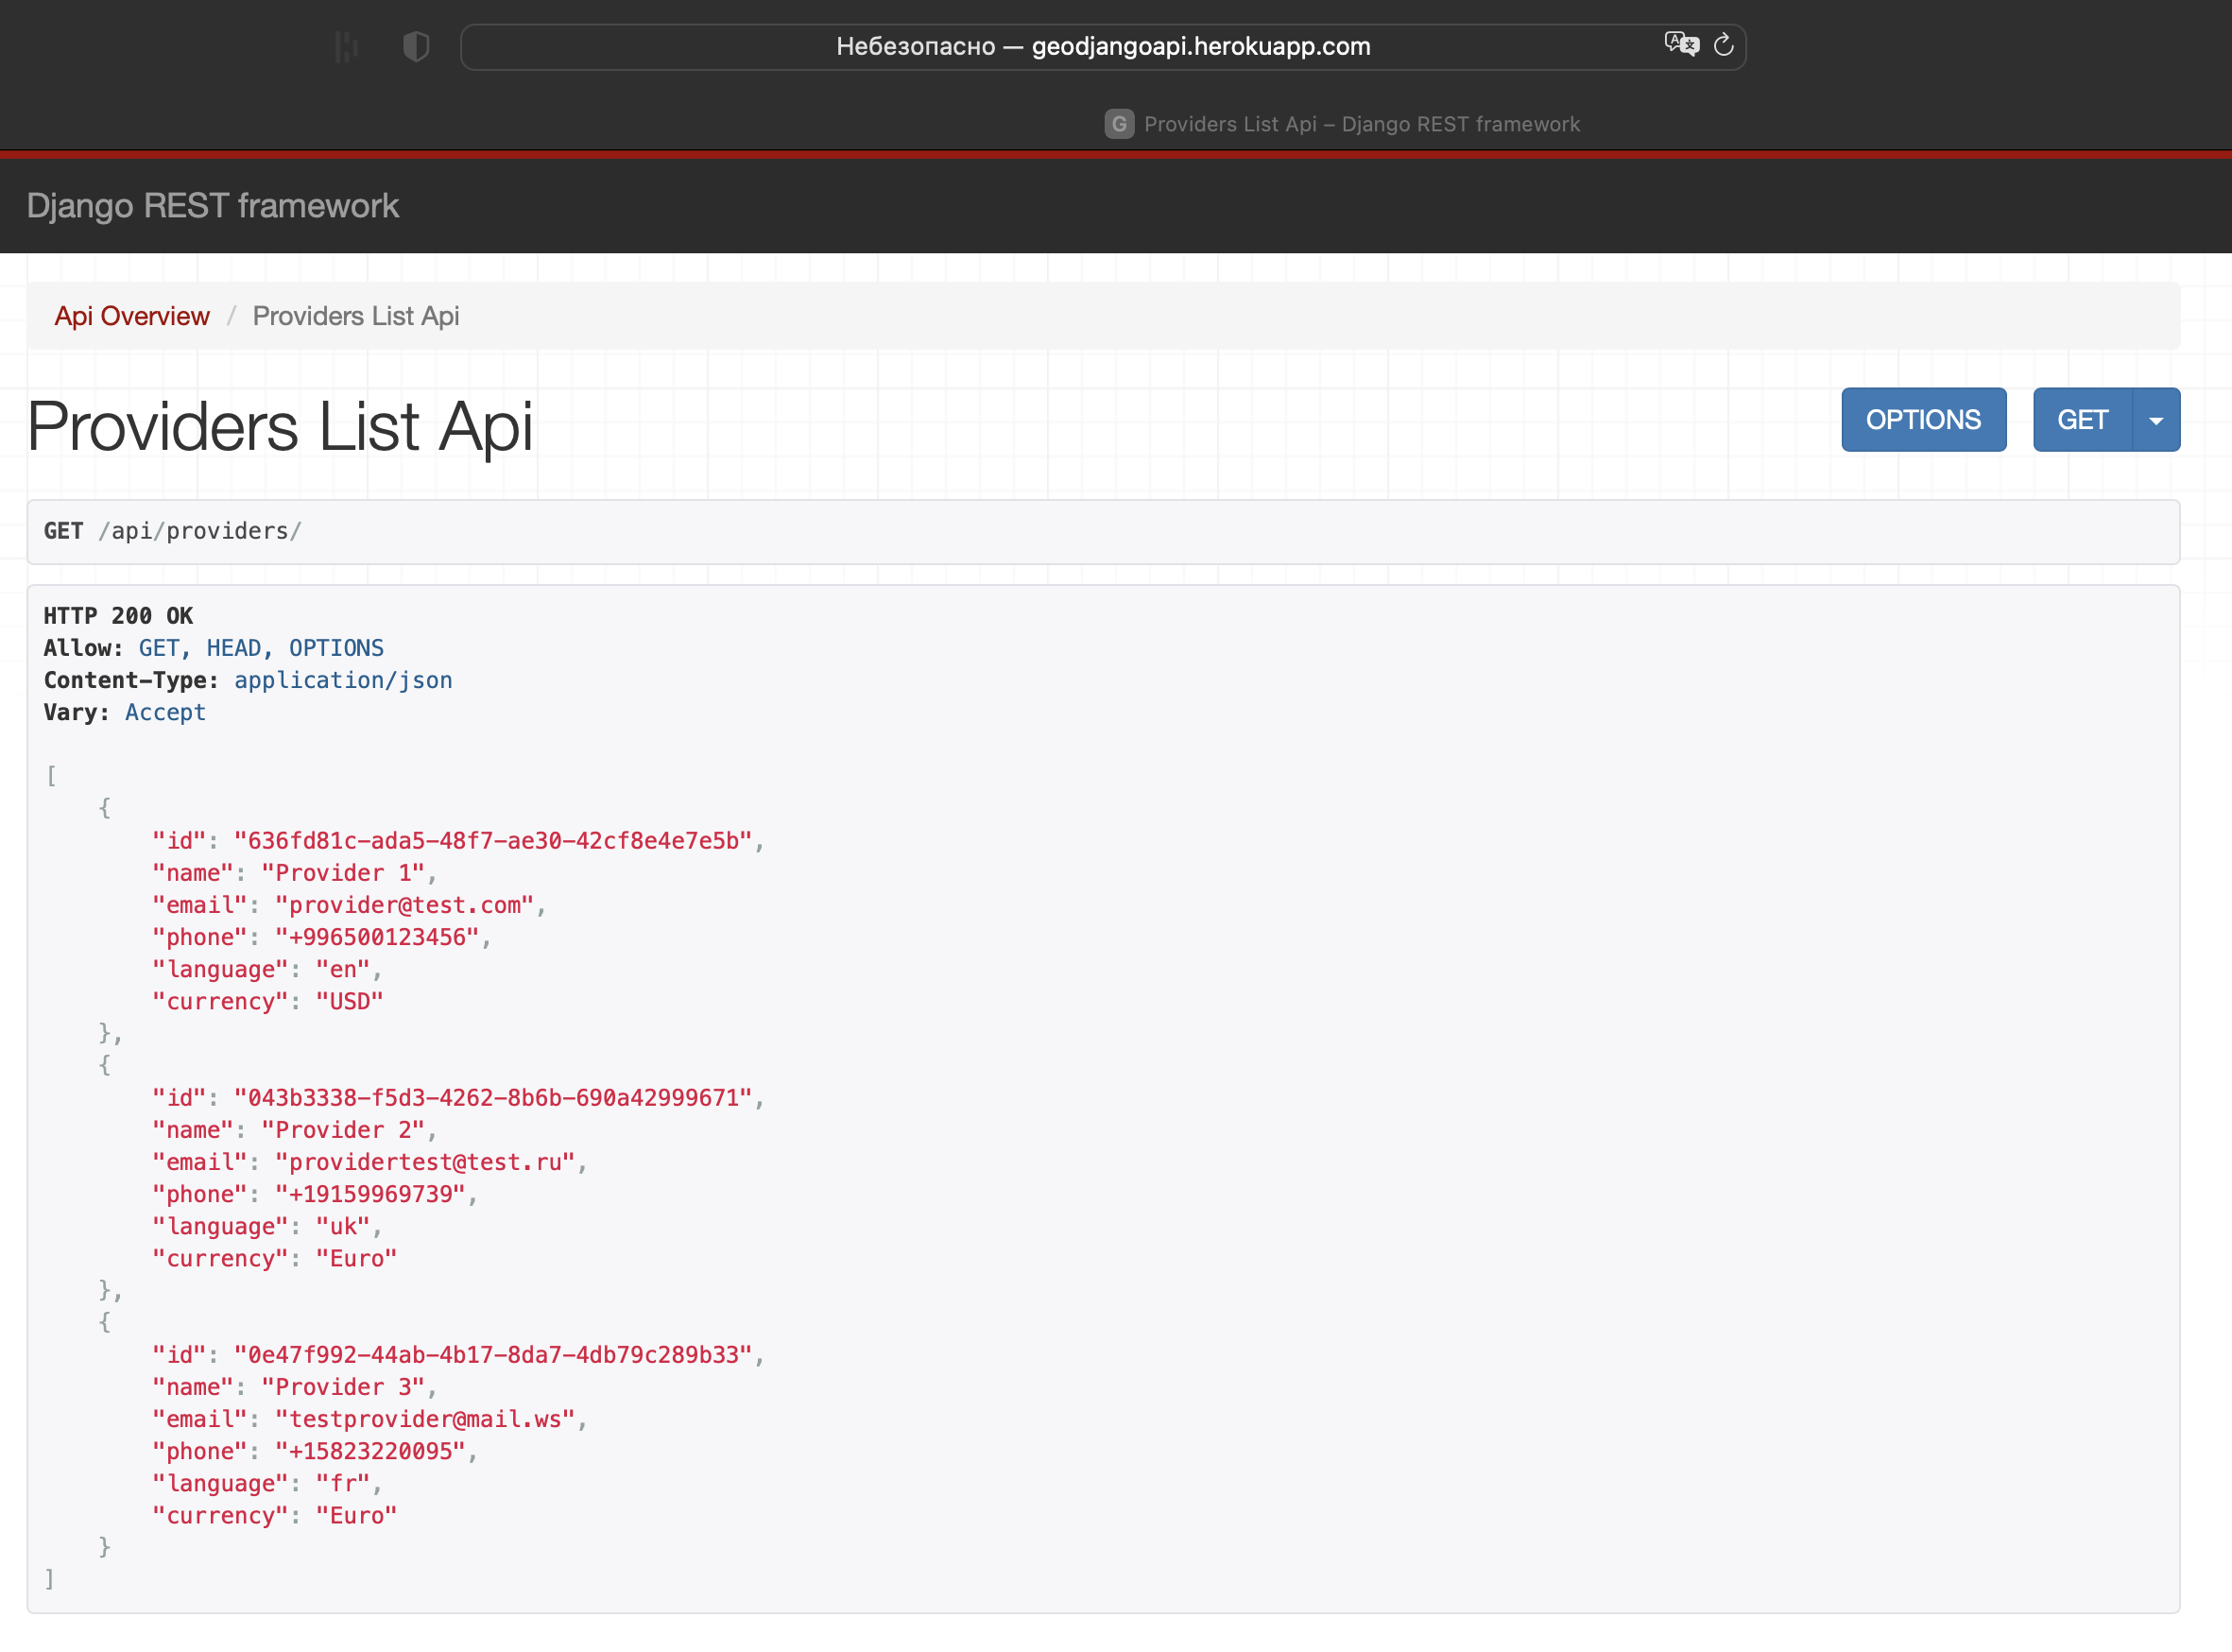 Небезопасно — geodjangoapi.herokuapp.com
G Providers List Api – Django REST framework
Django REST framework
Api Overview / Providers List Api
Providers List Api
OPTIONS
GET
GET /api/providers/
HTTP 200 OK
Allow: GET, HEAD, OPTIONS
Content-Type: application/json
Vary: Accept
[
    {
        "id": "636fd81c-ada5-48f7-ae30-42cf8e4e7e5b",
        "name": "Provider 1",
        "email": "provider@test.com",
        "phone": "+996500123456",
        "language": "en",
        "currency": "USD"
    },
    {
        "id": "043b3338-f5d3-4262-8b6b-690a42999671",
        "name": "Provider 2",
        "email": "providertest@test.ru",
        "phone": "+19159969739",
        "language": "uk",
        "currency": "Euro"
    },
    {
        "id": "0e47f992-44ab-4b17-8da7-4db79c289b33",
        "name": "Provider 3",
        "email": "testprovider@mail.ws",
        "phone": "+15823220095",
        "language": "fr",
        "currency": "Euro"
    }
]